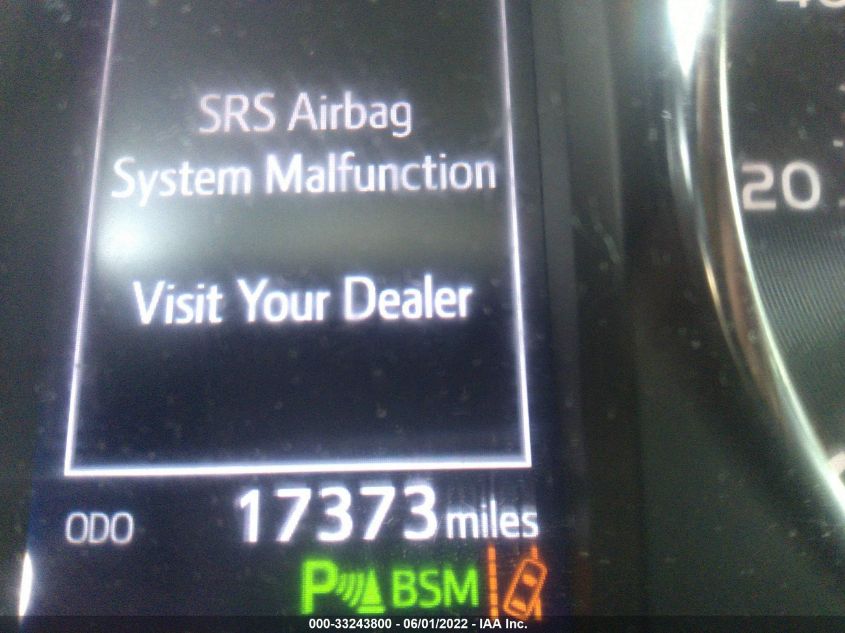 SRS Airbag
System Malfunction
20
Visit Your Dealer
ODO 17373 miles
P BSM
000-33243800 - 06/01/2022 - IAA Inc.